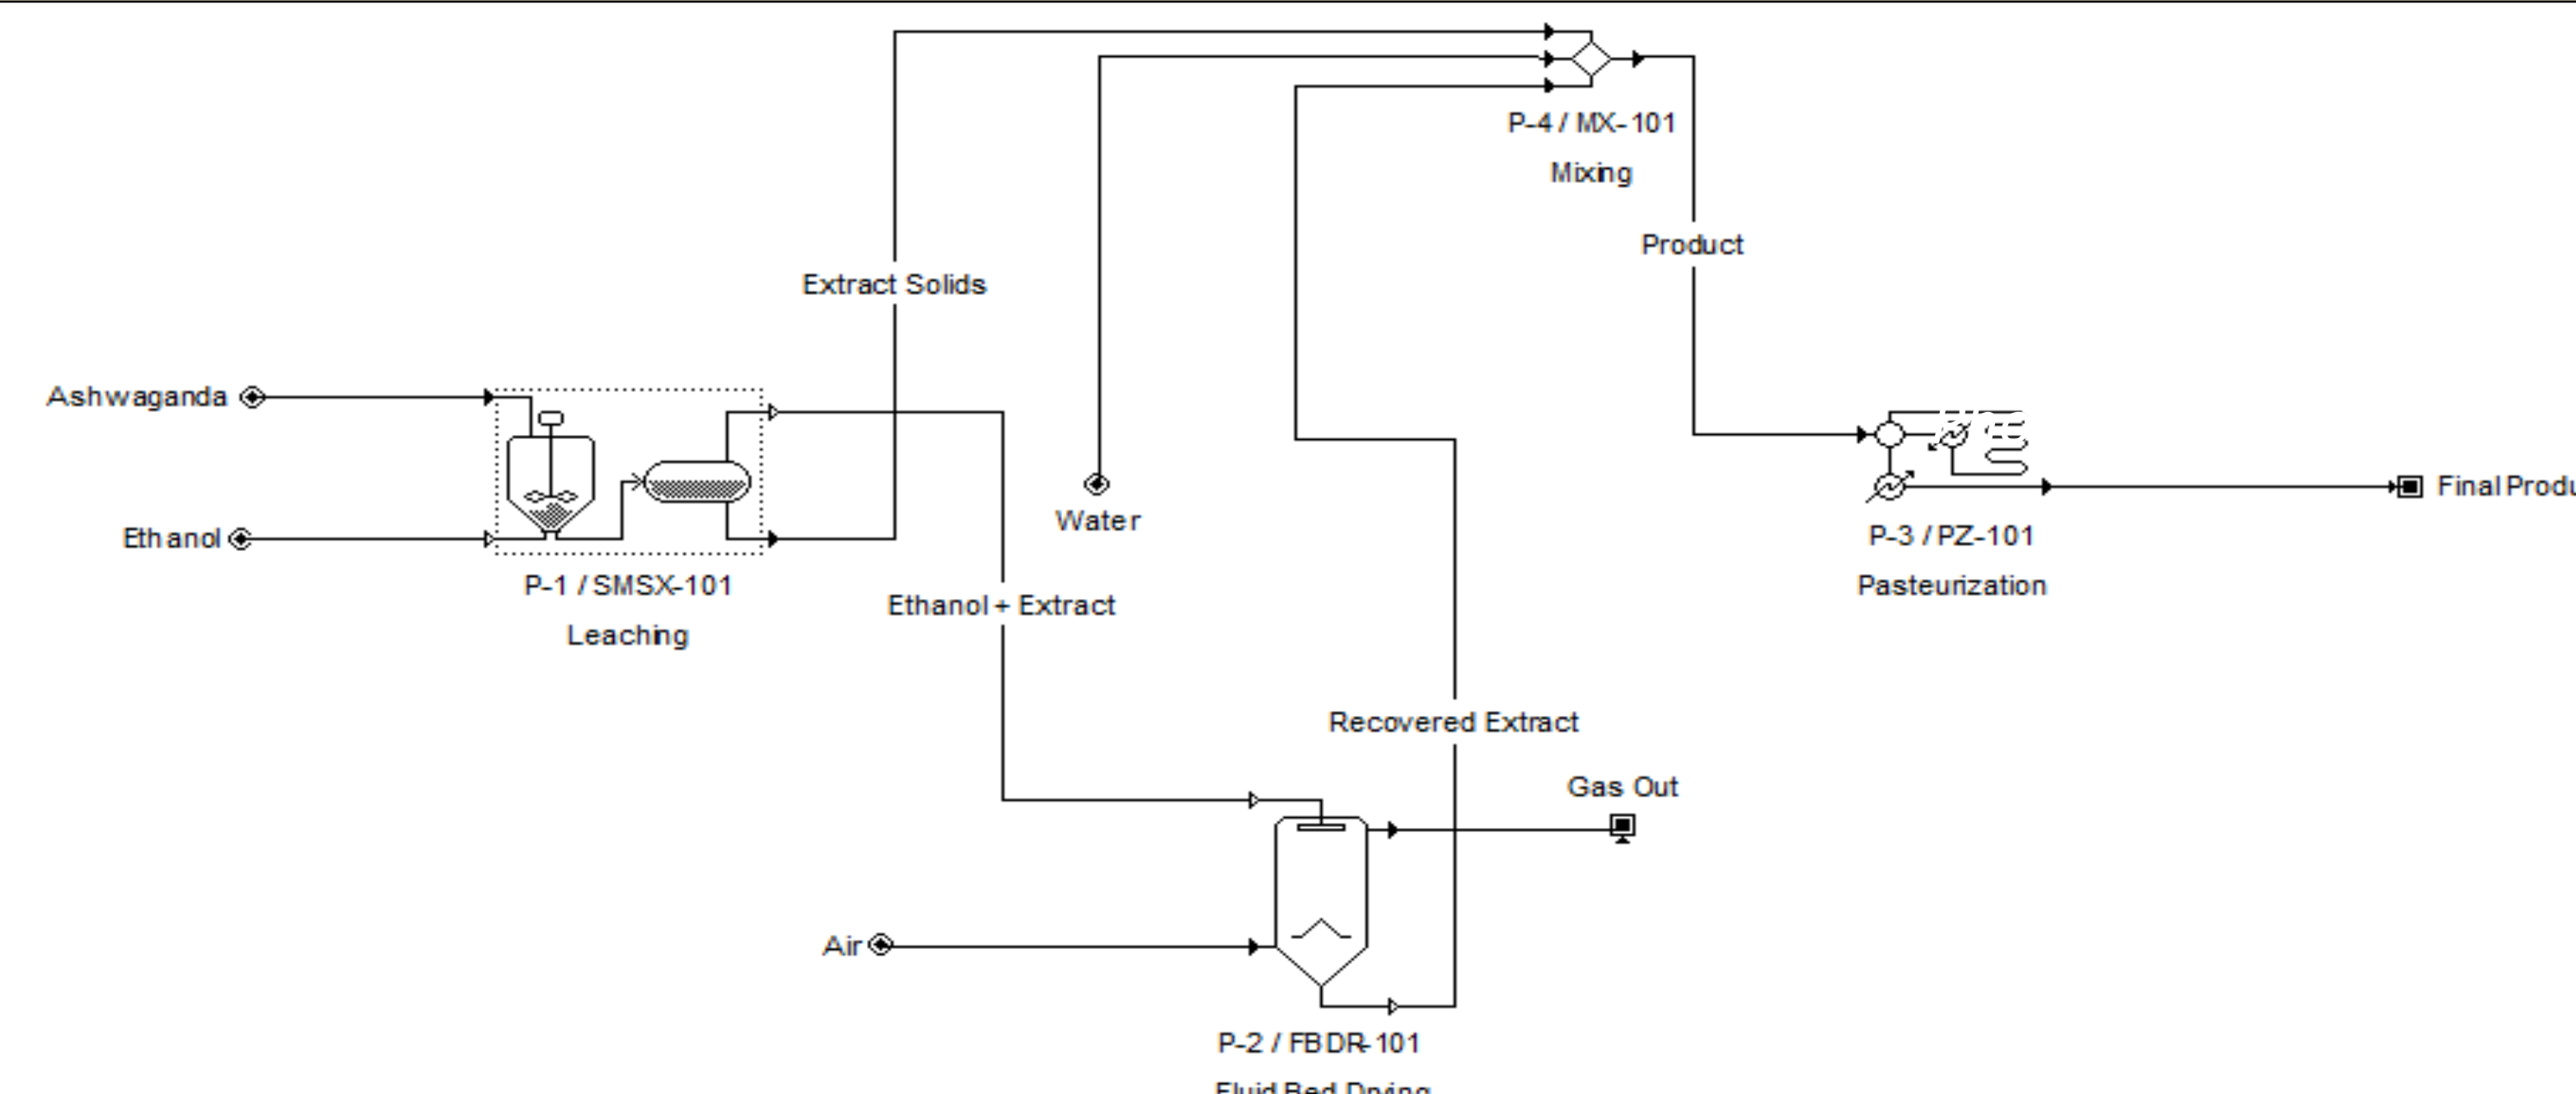 P-4 / MX-101
Mixing
Product
Extract Solids
Ashwaganda
Ethanol
P-1 / SMSX-101
Leaching
Water
Ethanol + Extract
Final Produ
P-3 / PZ-101
Pasteurization
Recovered Extract
Gas Out
Air
P-2 / FBDR-101
Fluid Bed Drying